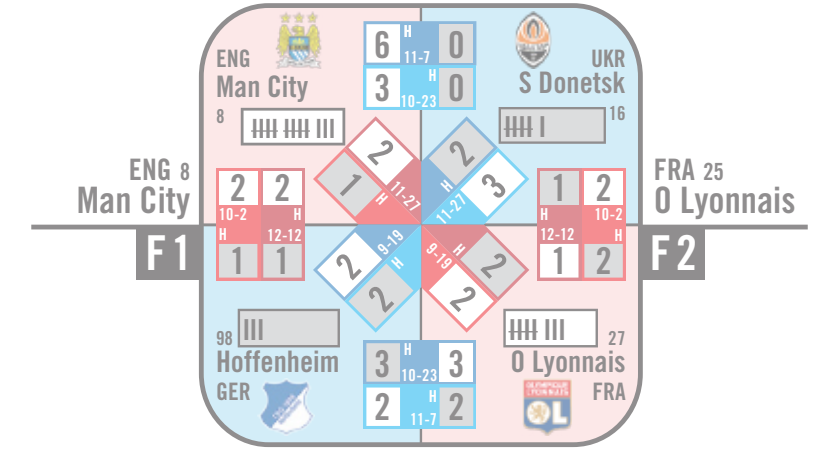 ENG
Man City
8
6 H 11-7 0
3 H 10-23 0
UKR
S Donetsk
16
ENG 8
Man City
F1
FRA 25
O Lyonnais
F2
2 2
10-2 H
H 12-12
1 1
2 11-27
1 H
2 H
3 11-27
1 2
H 10-2
12-12 H
1 2
2 9-19
2 H
H 2
9-19 2
98
Hoffenheim
GER
3 H 10-23 3
2 H 11-7 2
27
O Lyonnais
FRA
OLYMPIQUE
LYONNAIS
OL